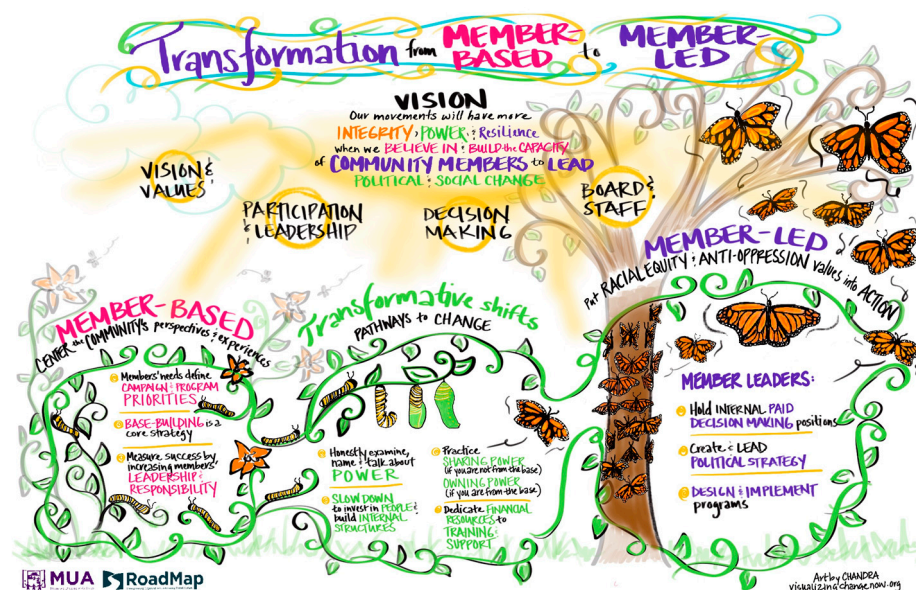 Transformation from MEMBER-BASED to MEMBER-LED
VISION
Our movements will have more
INTEGRITY, POWER & Resilience
when we BELIEVE IN & BUILD the CAPACITY
of COMMUNITY MEMBERS to LEAD
POLITICAL & SOCIAL CHANGE
VISION &
VALUES
PARTICIPATION
& LEADERSHIP
DECISION
MAKING
BOARD &
STAFF
MEMBER-BASED
CENTER the COMMUNITY'S perspectives & experiences
Members' needs define
CAMPAIGN & PROGRAM
PRIORITIES
BASE-BUILDING is a
core strategy
Measure success by
increasing members'
LEADERSHIP &
RESPONSIBILITY
Transformative shifts
PATHWAYS to CHANGE
Honestly examine,
name & talk about
POWER
SLOW DOWN
to invest in PEOPLE &
build INTERNAL
STRUCTURES
Practice
SHARING POWER
(if you are not from the base)
OWNING POWER
(if you are from the base)
Dedicate FINANCIAL
RESOURCES to
TRAINING &
SUPPORT
MEMBER-LED
Put RACIAL EQUITY & ANTI-OPPRESSION values into ACTION
MEMBER LEADERS:
Hold INTERNAL PAID
DECISION MAKING positions
Create & LEAD
POLITICAL STRATEGY
DESIGN & IMPLEMENT
programs
MUA
RoadMap
Art by CHANDRA
visualizingchangenow.org